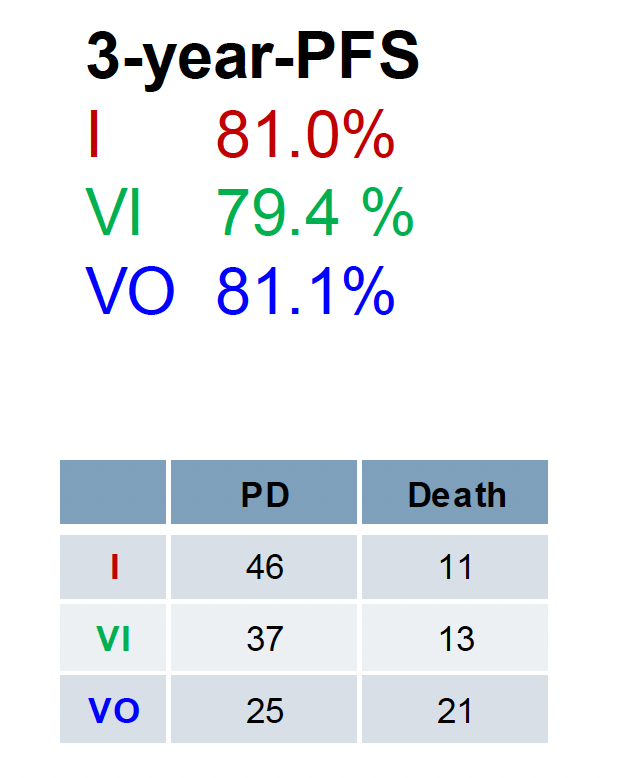 3-year-PFS
I 81.0%
VI 79.4 %
VO 81.1%
PD Death
I 46 11
VI 37 13
VO 25 21